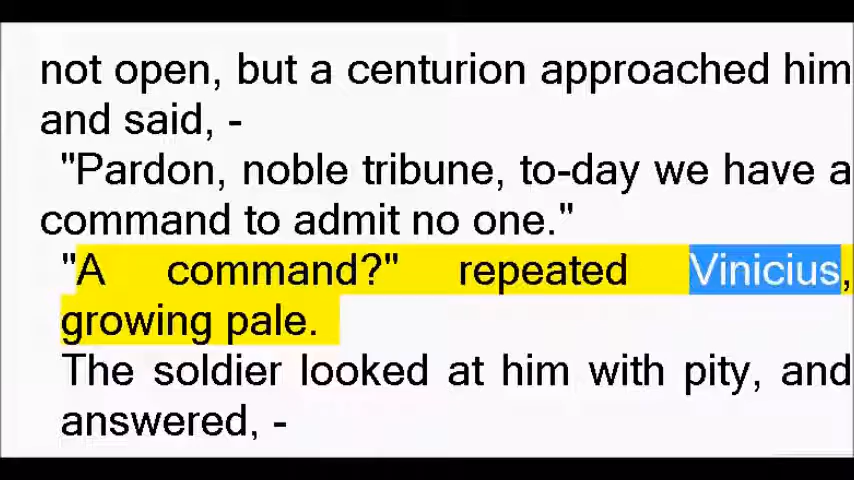 not open, but a centurion approached him
and said, -
"Pardon, noble tribune, to-day we have a
command to admit no one."
"A command?" repeated Vinicius,
growing pale.
The soldier looked at him with pity, and
answered, -